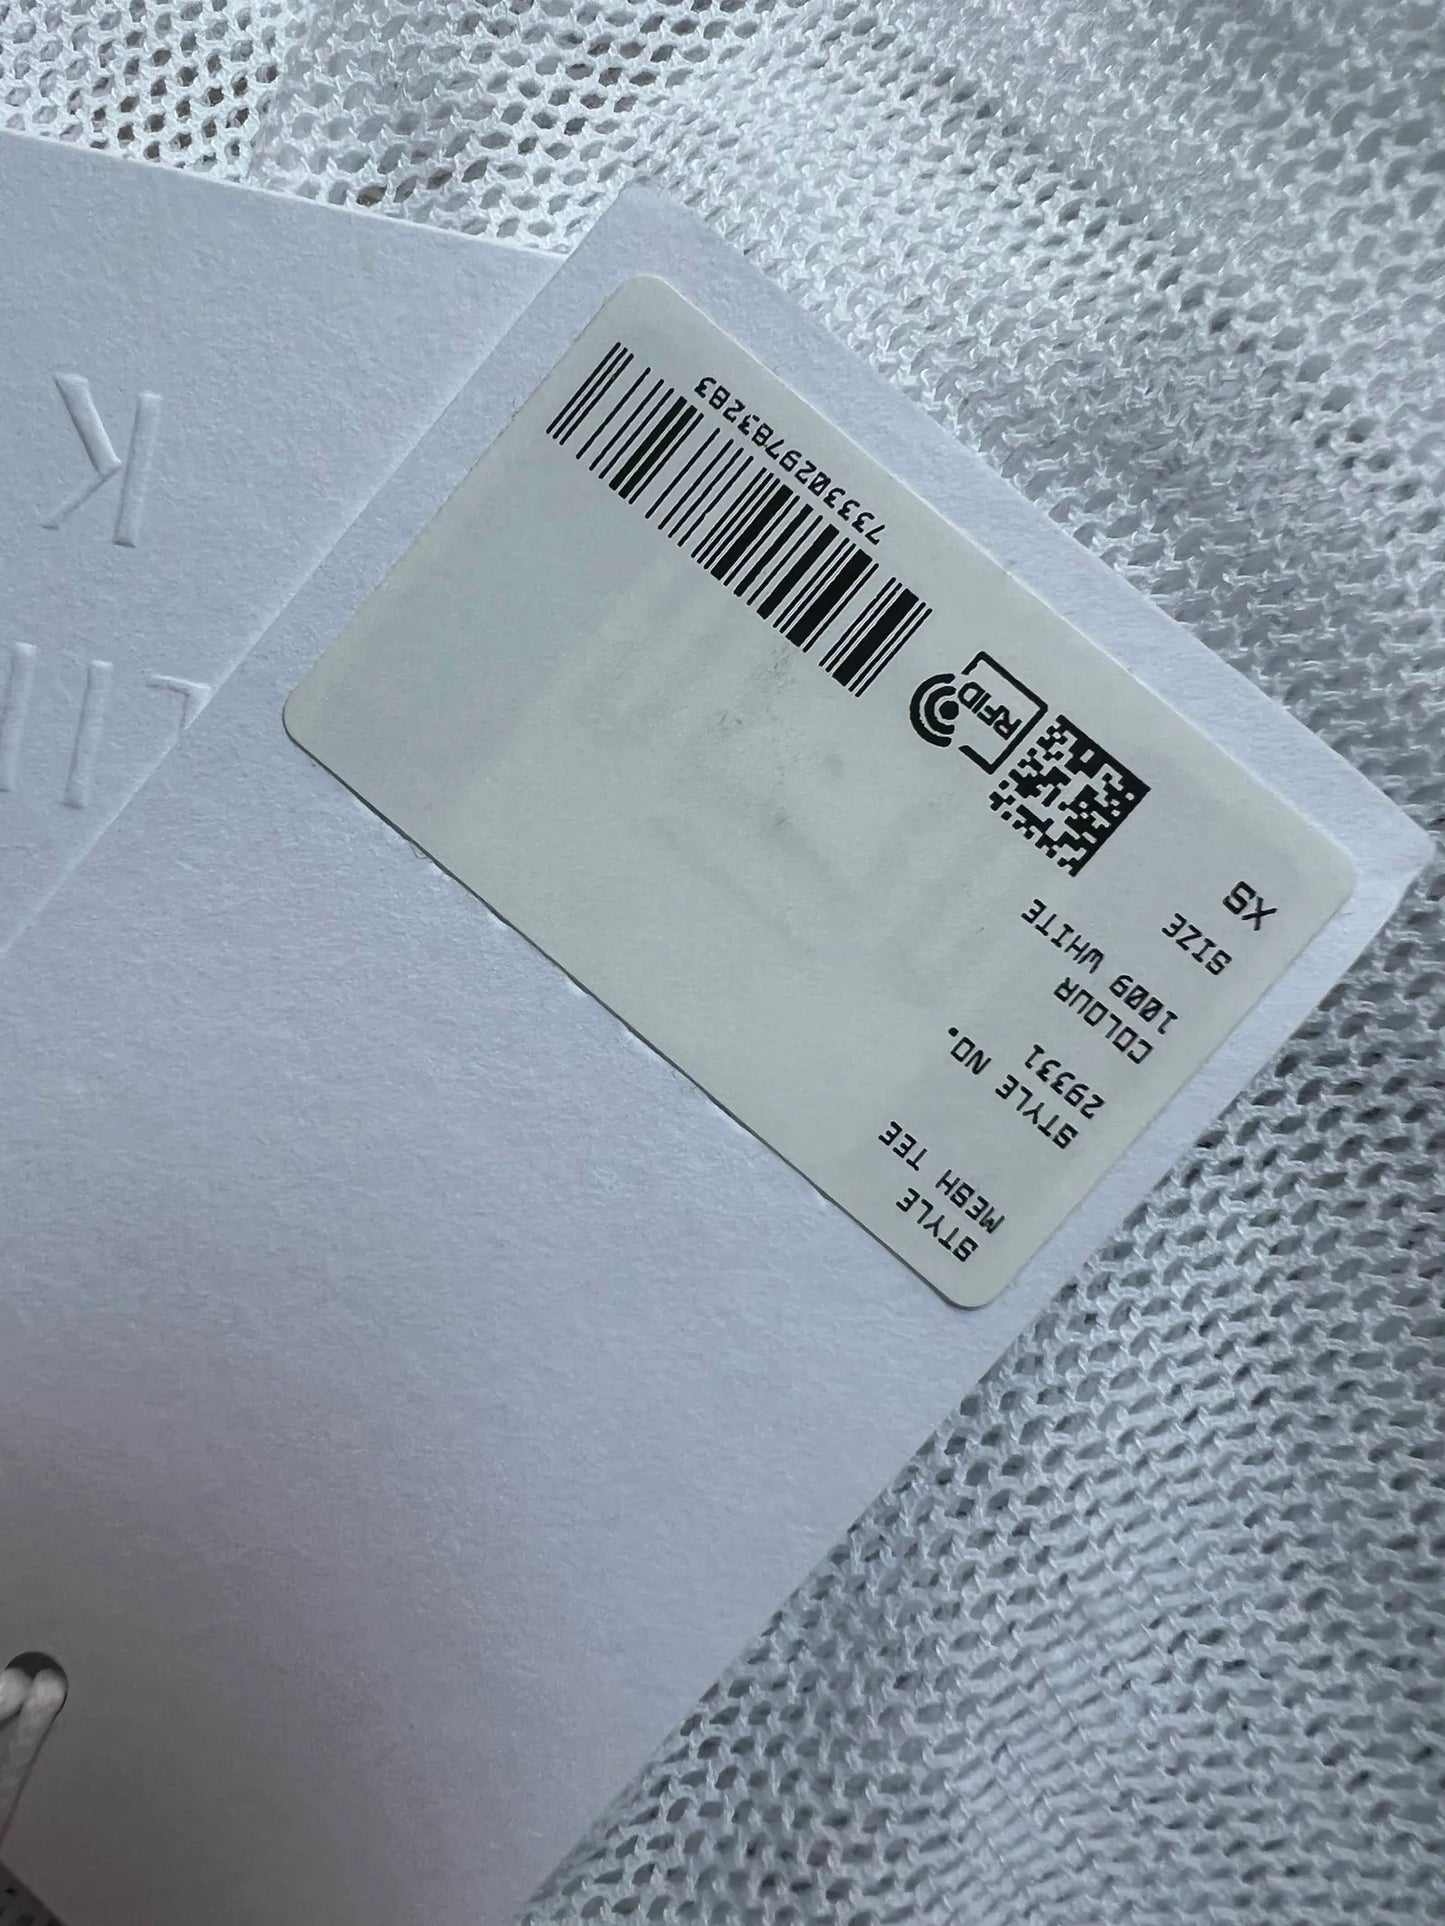 STYLE
MESH TEE
STYLE NO.
29331
COLOUR
1009 WHITE
SIZE
XS
RFID
7333029783283
K